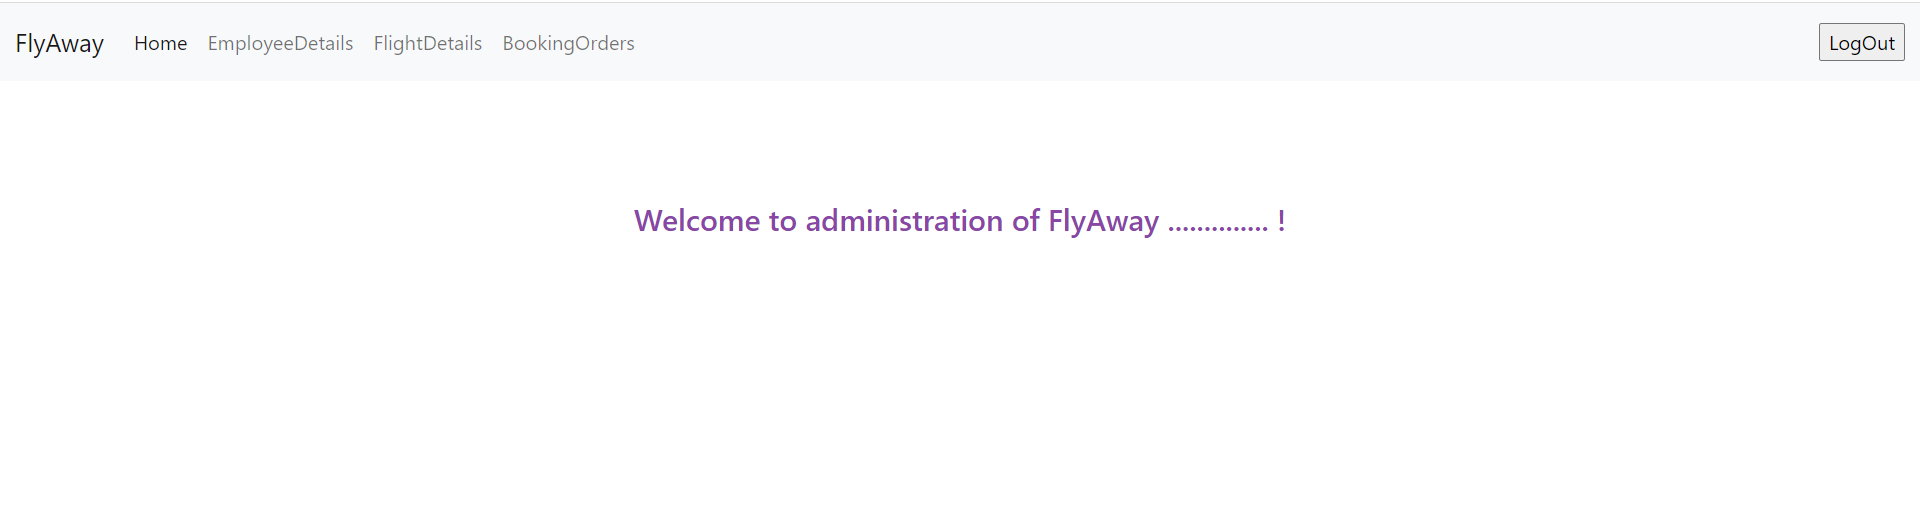 FlyAway Home EmployeeDetails FlightDetails BookingOrders LogOut
Welcome to administration of FlyAway .............. !